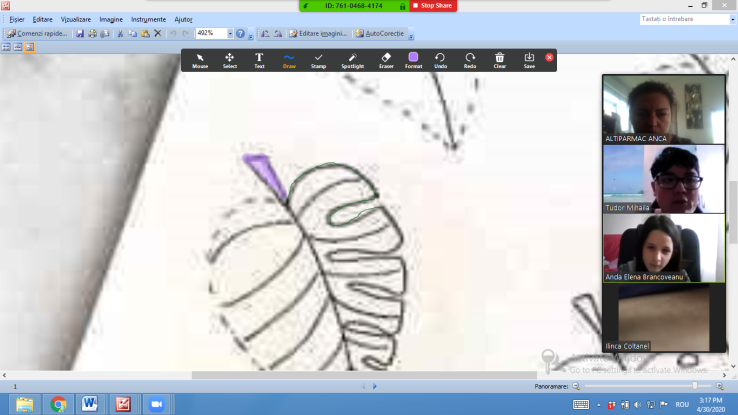 ID: 761-0468-4174 Stop Share
Fișier Editare Vizualizare Imagine Instrumente Ajutor
Tastați o întrebare
Comenzi rapide... 492% Editare imagini... AutoCorecție
Mouse Select Text Draw Stamp Spotlight Eraser Format Undo Redo Clear Save
ALTIPARMAC ANCA
Tudor Mihaila
Anda Elena Brancoveanu
Ilinca Coltanel
Go to PC settings to activate Windows.
1
Panoramare:
ROU
3:17 PM
4/30/2020